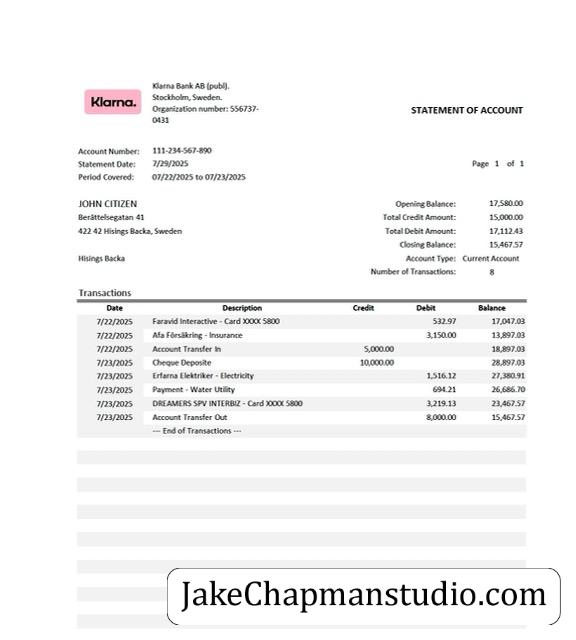 Klarna.
Klarna Bank AB (publ).
Stockholm, Sweden.
Organization number: 556737-
0431
STATEMENT OF ACCOUNT
Account Number: 111-234-567-890
Statement Date: 7/29/2025 Page 1 of 1
Period Covered: 07/22/2025 to 07/23/2025
JOHN CITIZEN Opening Balance: 17,580.00
Beråttelsegatan 41 Total Credit Amount: 15,000.00
422 42 Hisings Backa, Sweden Total Debit Amount: 17,112.43
Closing Balance: 15,467.57
Hisings Backa Account Type: Current Account
Number of Transactions: 8
Transactions
Date Description Credit Debit Balance
7/22/2025 Faravid Interactive - Card XXXX 5800 532.97 17,047.03
7/22/2025 Afa Försäkring - Insurance 3,150.00 13,897.03
7/22/2025 Account Transfer In 5,000.00 18,897.03
7/23/2025 Cheque Deposite 10,000.00 28,897.03
7/23/2025 Erfarna Elektriker - Electricity 1,516.12 27,380.91
7/23/2025 Payment - Water Utility 694.21 26,686.70
7/23/2025 DREAMERS SPV INTERBIZ - Card XXXX 5800 3,219.13 23,467.57
7/23/2025 Account Transfer Out 8,000.00 15,467.57
--- End of Transactions ---
JakeChapmanstudio.com